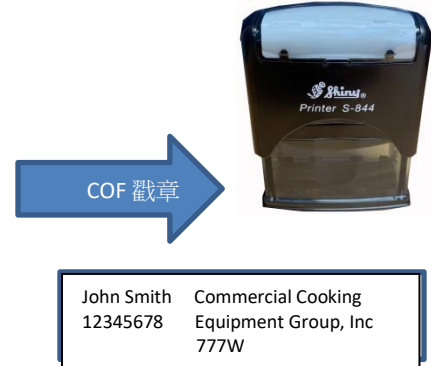 Shiny®
Printer S-844
COF 戳章
John Smith Commercial Cooking
12345678 Equipment Group, Inc
777W